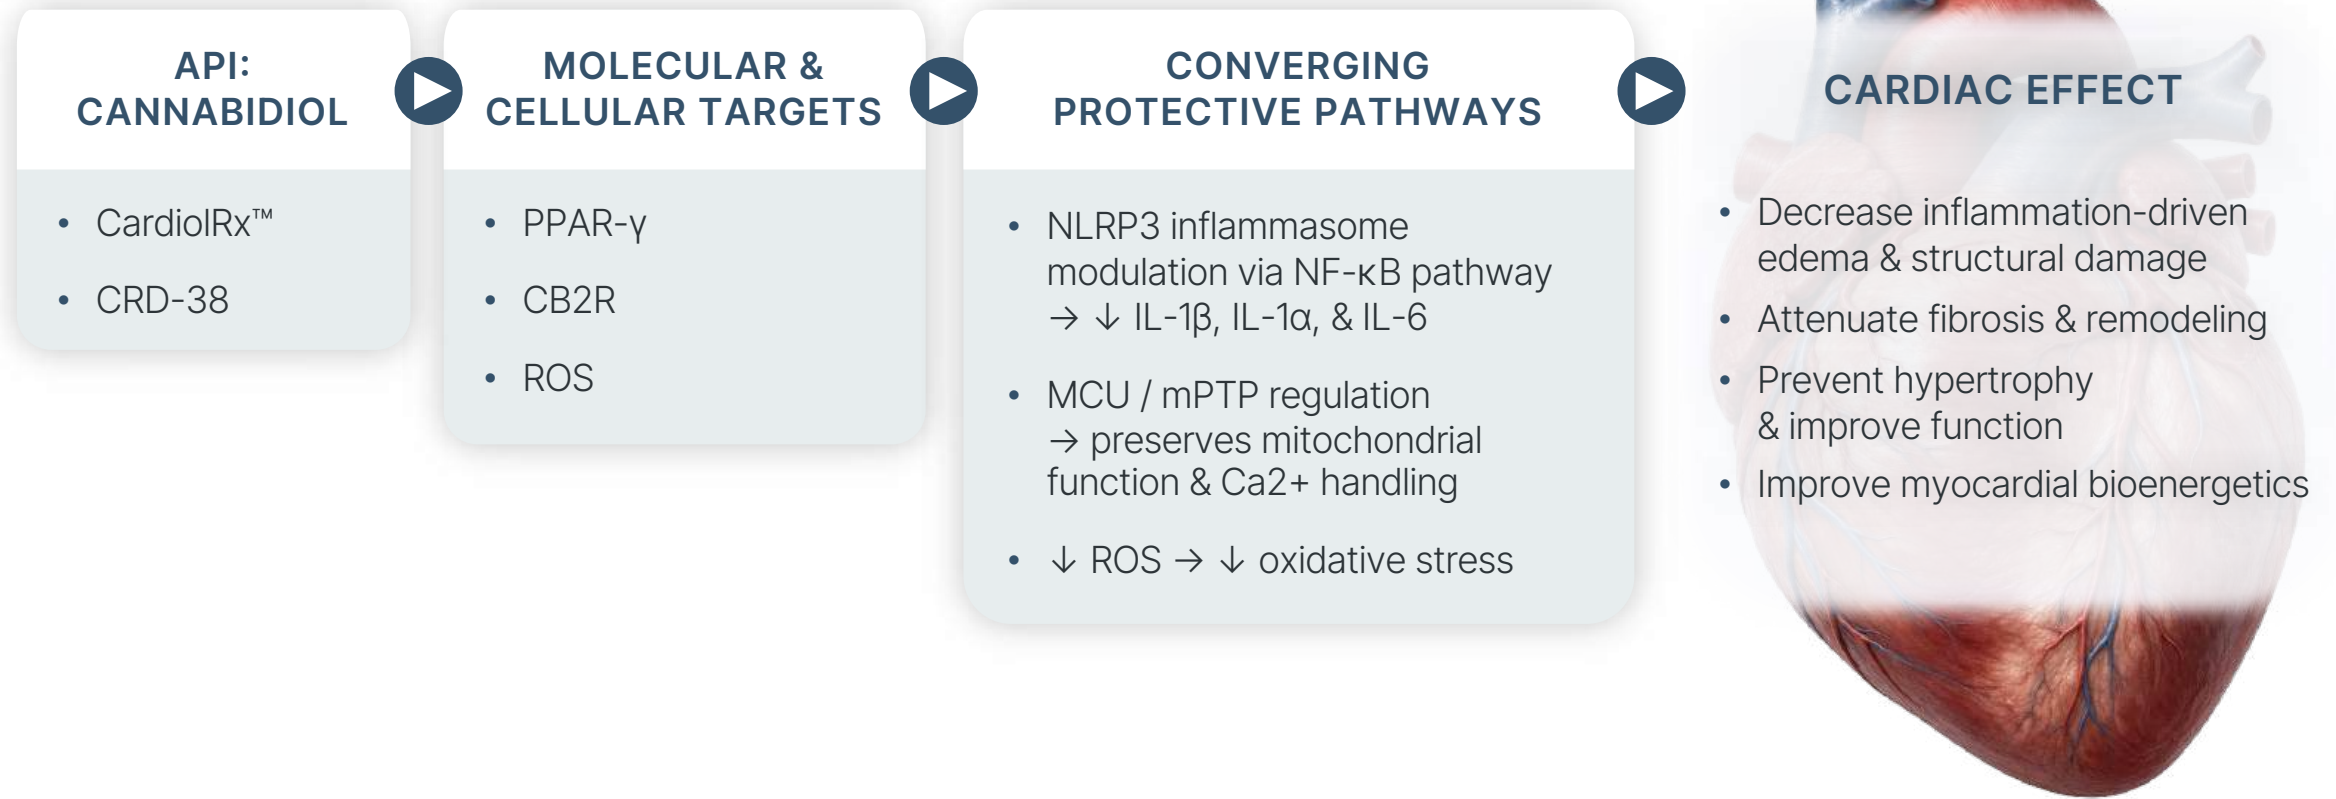 API:
CANNABIDIOL
• CardiolRx™
• CRD-38
MOLECULAR &
CELLULAR TARGETS
• PPAR-γ
• CB2R
• ROS
CONVERGING
PROTECTIVE PATHWAYS
• NLRP3 inflammasome
modulation via NF-κB pathway
→ ↓ IL-1β, IL-1α, & IL-6
• MCU / mPTP regulation
→ preserves mitochondrial
function & Ca2+ handling
• ↓ ROS → ↓ oxidative stress
CARDIAC EFFECT
• Decrease inflammation-driven
edema & structural damage
• Attenuate fibrosis & remodeling
• Prevent hypertrophy
& improve function
• Improve myocardial bioenergetics